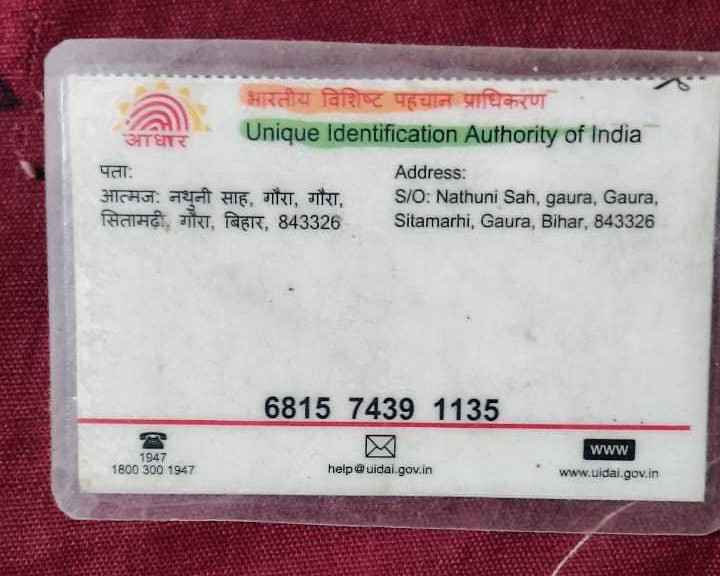 भारतीय विशिष्ट पहचान प्राधिकरण
Unique Identification Authority of India
आधार
पता:
आत्मज: नथुनी साह, गौरा, गौरा,
सितामढ़ी, गौरा, बिहार, 843326
Address:
S/O: Nathuni Sah, gaura, Gaura,
Sitamarhi, Gaura, Bihar, 843326
6815 7439 1135
1947
1800 300 1947
help@uidai.gov.in
www
www.uidai.gov.in